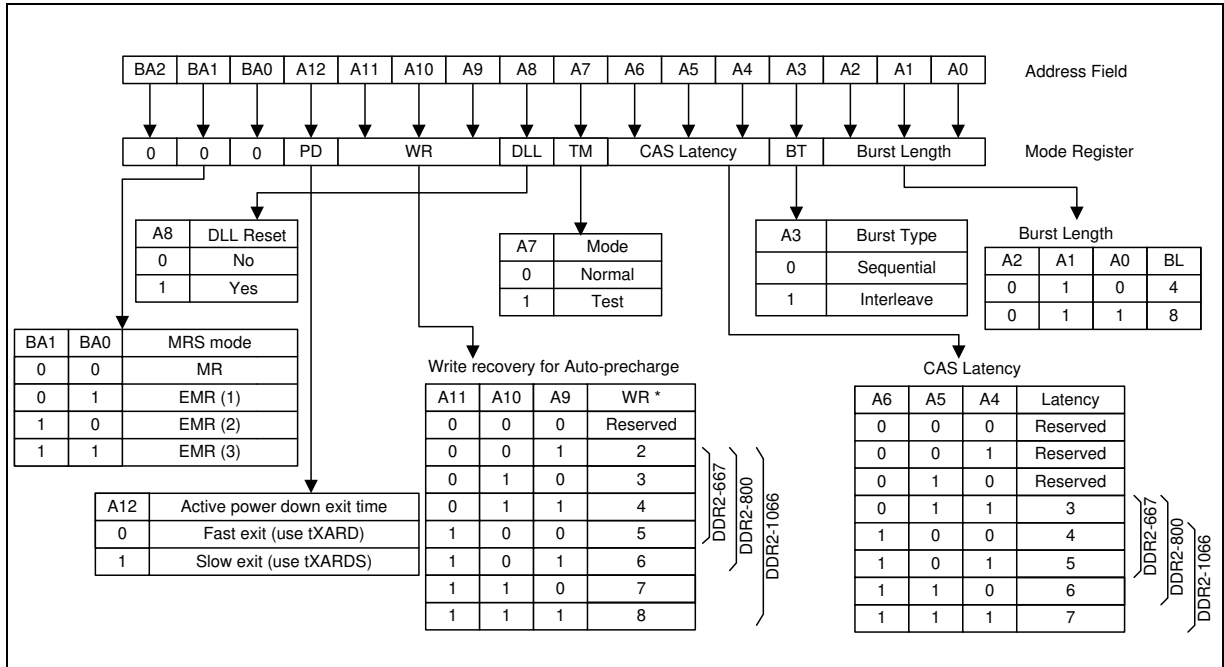 BA2 BA1 BA0 A12 A11 A10 A9 A8 A7 A6 A5 A4 A3 A2 A1 A0 Address Field
0 0 0 PD WR DLL TM CAS Latency BT Burst Length Mode Register
A8 DLL Reset
0 No
1 Yes
A7 Mode
0 Normal
1 Test
A3 Burst Type
0 Sequential
1 Interleave
Burst Length
A2 A1 A0 BL
0 1 0 4
0 1 1 8
BA1 BA0 MRS mode
0 0 MR
0 1 EMR (1)
1 0 EMR (2)
1 1 EMR (3)
A12 Active power down exit time
0 Fast exit (use tXARD)
1 Slow exit (use tXARDS)
Write recovery for Auto-precharge
A11 A10 A9 WR *
0 0 0 Reserved
0 0 1 2
0 1 0 3
0 1 1 4
1 0 0 5
1 0 1 6
1 1 0 7
1 1 1 8
DDR2-667
DDR2-800
DDR2-1066
CAS Latency
A6 A5 A4 Latency
0 0 0 Reserved
0 0 1 Reserved
0 1 0 Reserved
0 1 1 3
1 0 0 4
1 0 1 5
1 1 0 6
1 1 1 7
DDR2-667
DDR2-800
DDR2-1066